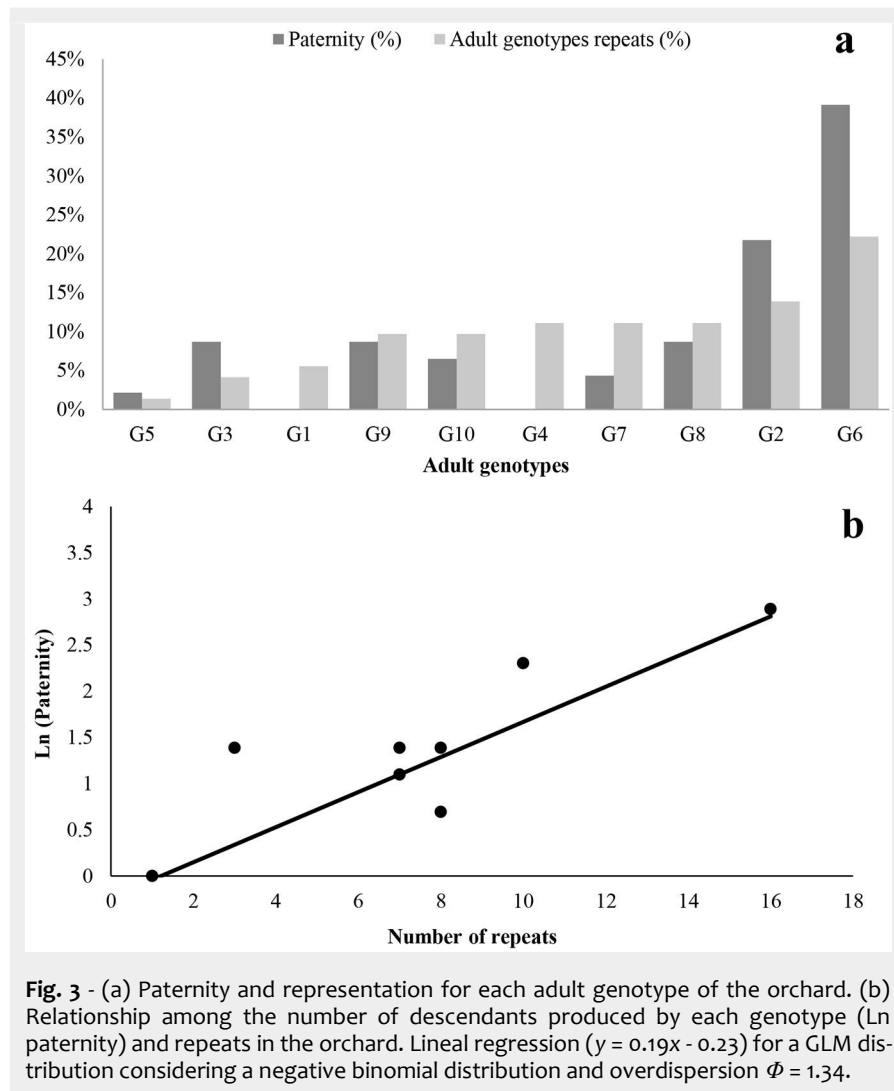 Paternity (%) Adult genotypes repeats (%)
a
45%
40%
35%
30%
25%
20%
15%
10%
5%
0%
G5 G3 G1 G9 G10 G4 G7 G8 G2 G6
Adult genotypes
b
4
3.5
3
2.5
2
1.5
1
0.5
0
Ln (Paternity)
0 2 4 6 8 10 12 14 16 18
Number of repeats
Fig. 3 - (a) Paternity and representation for each adult genotype of the orchard. (b)
Relationship among the number of descendants produced by each genotype (Ln
paternity) and repeats in the orchard. Lineal regression (y = 0.19x - 0.23) for a GLM dis-
tribution considering a negative binomial distribution and overdispersion Φ = 1.34.